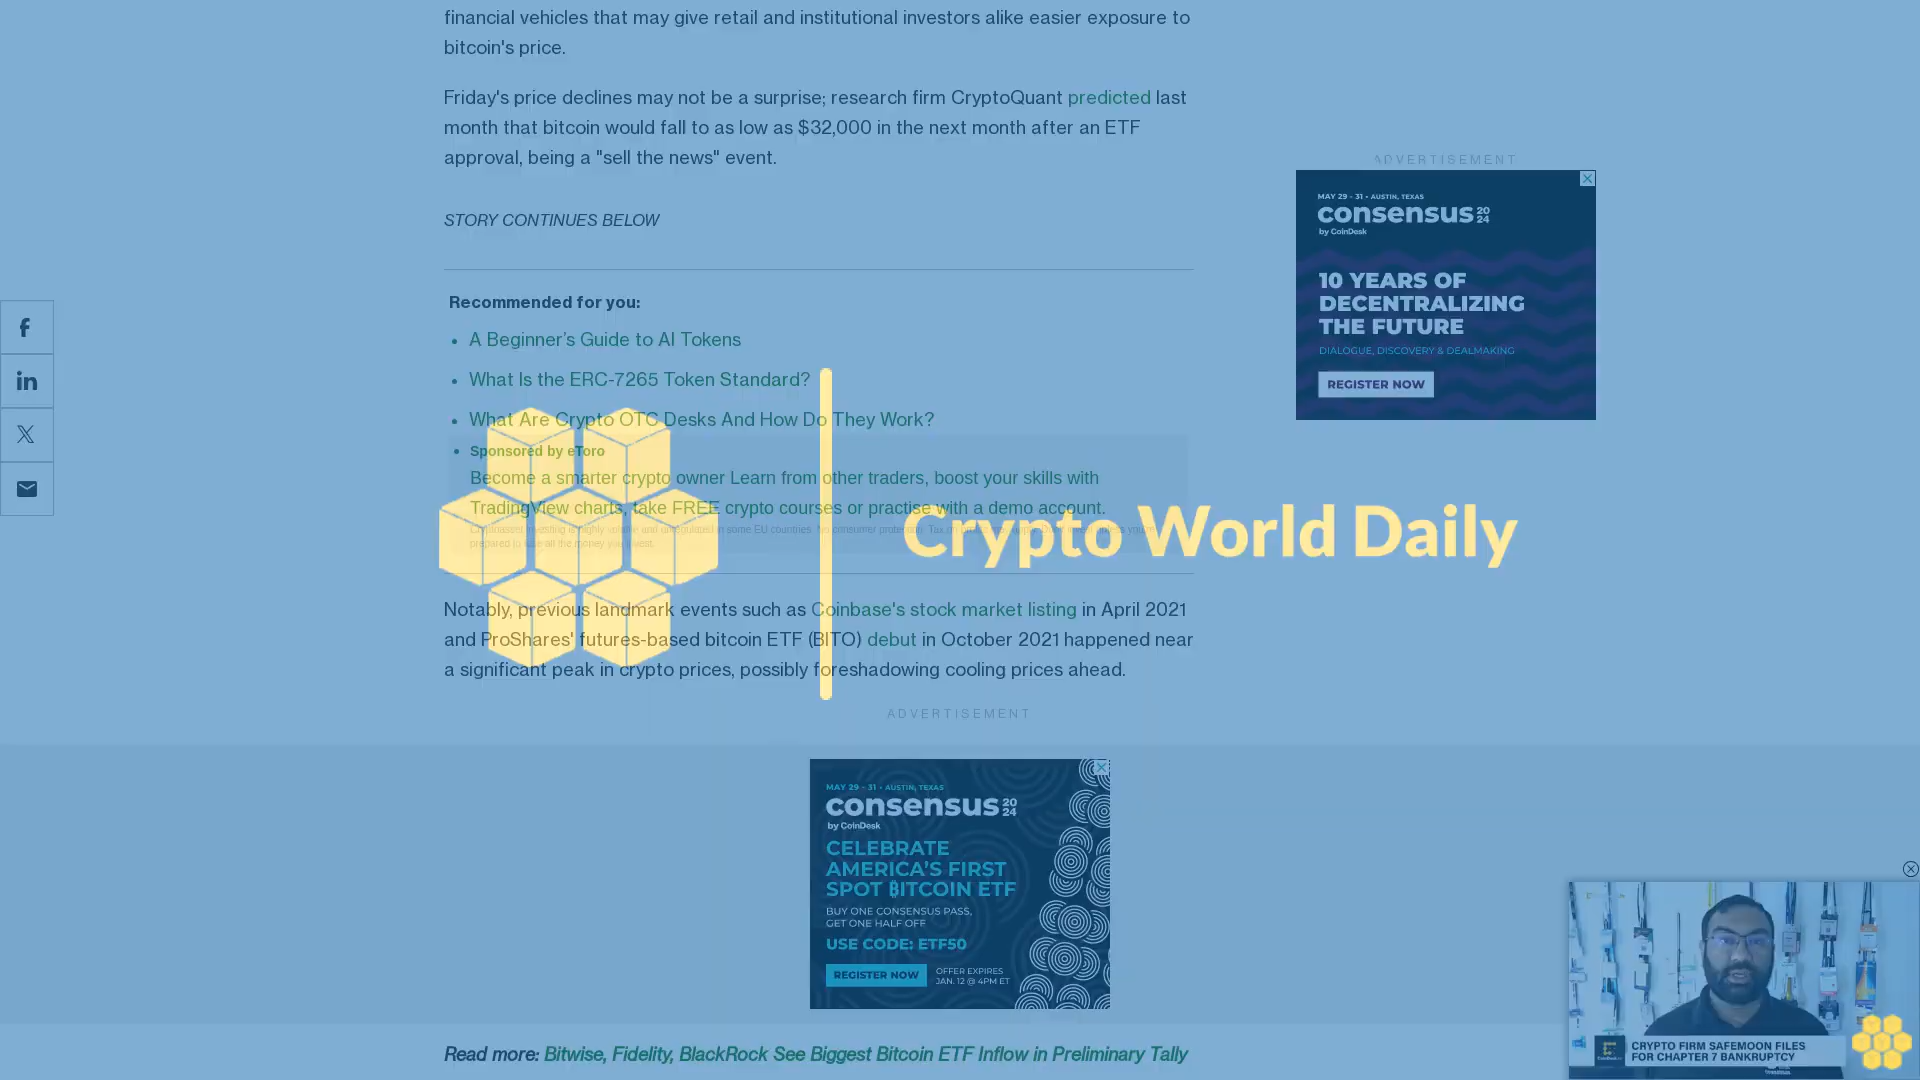 financial vehicles that may give retail and institutional investors alike easier exposure to
bitcoin's price.
Friday's price declines may not be a surprise; research firm CryptoQuant predicted last
month that bitcoin would fall to as low as $32,000 in the next month after an ETF
approval, being a "sell the news" event.
STORY CONTINUES BELOW
Recommended for you:
A Beginner's Guide to AI Tokens
What Is the ERC-7265 Token Standard?
What Are Crypto OTC Desks And How Do They Work?
Sponsored by eToro
Become a smarter crypto owner Learn from other traders, boost your skills with
TradingView charts, take FREE crypto courses or practise with a demo account.
prepared to lose all the money you invest.
Crypto World Daily
Notably, previous landmark events such as Coinbase's stock market listing in April 2021
and ProShares' futures-based bitcoin ETF (BITO) debut in October 2021 happened near
a significant peak in crypto prices, possibly foreshadowing cooling prices ahead.
ADVERTISEMENT
MAY 29 - 31 • AUSTIN, TEXAS
consensus 2024
by CoinDesk
CELEBRATE
AMERICA'S FIRST
SPOT ₿ITCOIN ETF
BUY ONE CONSENSUS PASS,
GET ONE HALF OFF
USE CODE: ETF50
REGISTER NOW
OFFER EXPIRES
JAN. 12 @ 4PM ET
Read more: Bitwise, Fidelity, BlackRock See Biggest Bitcoin ETF Inflow in Preliminary Tally
ADVERTISEMENT
MAY 29 - 31 • AUSTIN, TEXAS
consensus 2024
by CoinDesk
10 YEARS OF
DECENTRALIZING
THE FUTURE
DIALOGUE, DISCOVERY & DEALMAKING
REGISTER NOW
CRYPTO FIRM SAFEMOON FILES
FOR CHAPTER 7 BANKRUPTCY